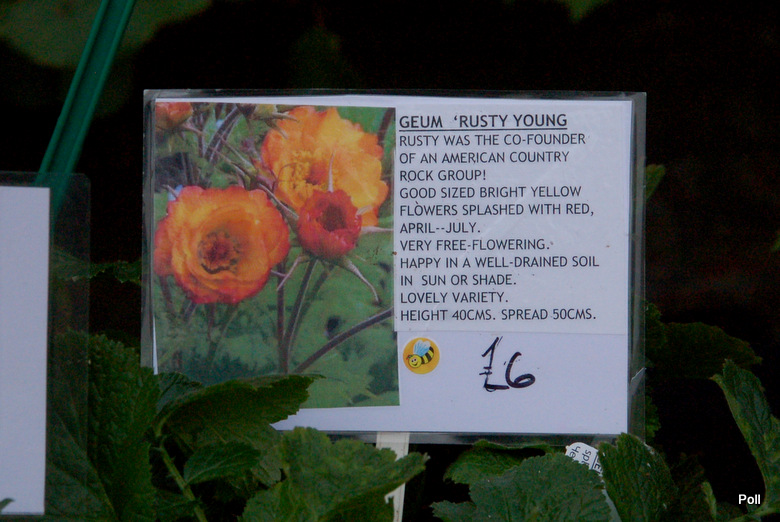 GEUM 'RUSTY YOUNG
RUSTY WAS THE CO-FOUNDER
OF AN AMERICAN COUNTRY
ROCK GROUP!
GOOD SIZED BRIGHT YELLOW
FLOWERS SPLASHED WITH RED,
APRIL--JULY.
VERY FREE-FLOWERING.
HAPPY IN A WELL-DRAINED SOIL
IN SUN OR SHADE.
LOVELY VARIETY.
HEIGHT 40CMS. SPREAD 50CMS.
£6
Poll